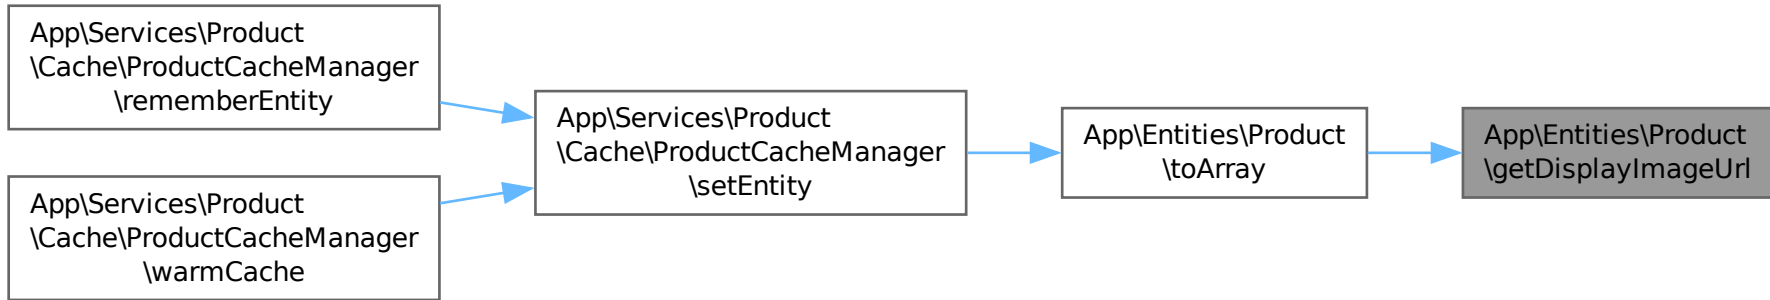 App\Services\Product
\Cache\ProductCacheManager
\rememberEntity
App\Services\Product
\Cache\ProductCacheManager
\warmCache
App\Services\Product
\Cache\ProductCacheManager
\setEntity
App\Entities\Product
\toArray
App\Entities\Product
\getDisplayImageUrl